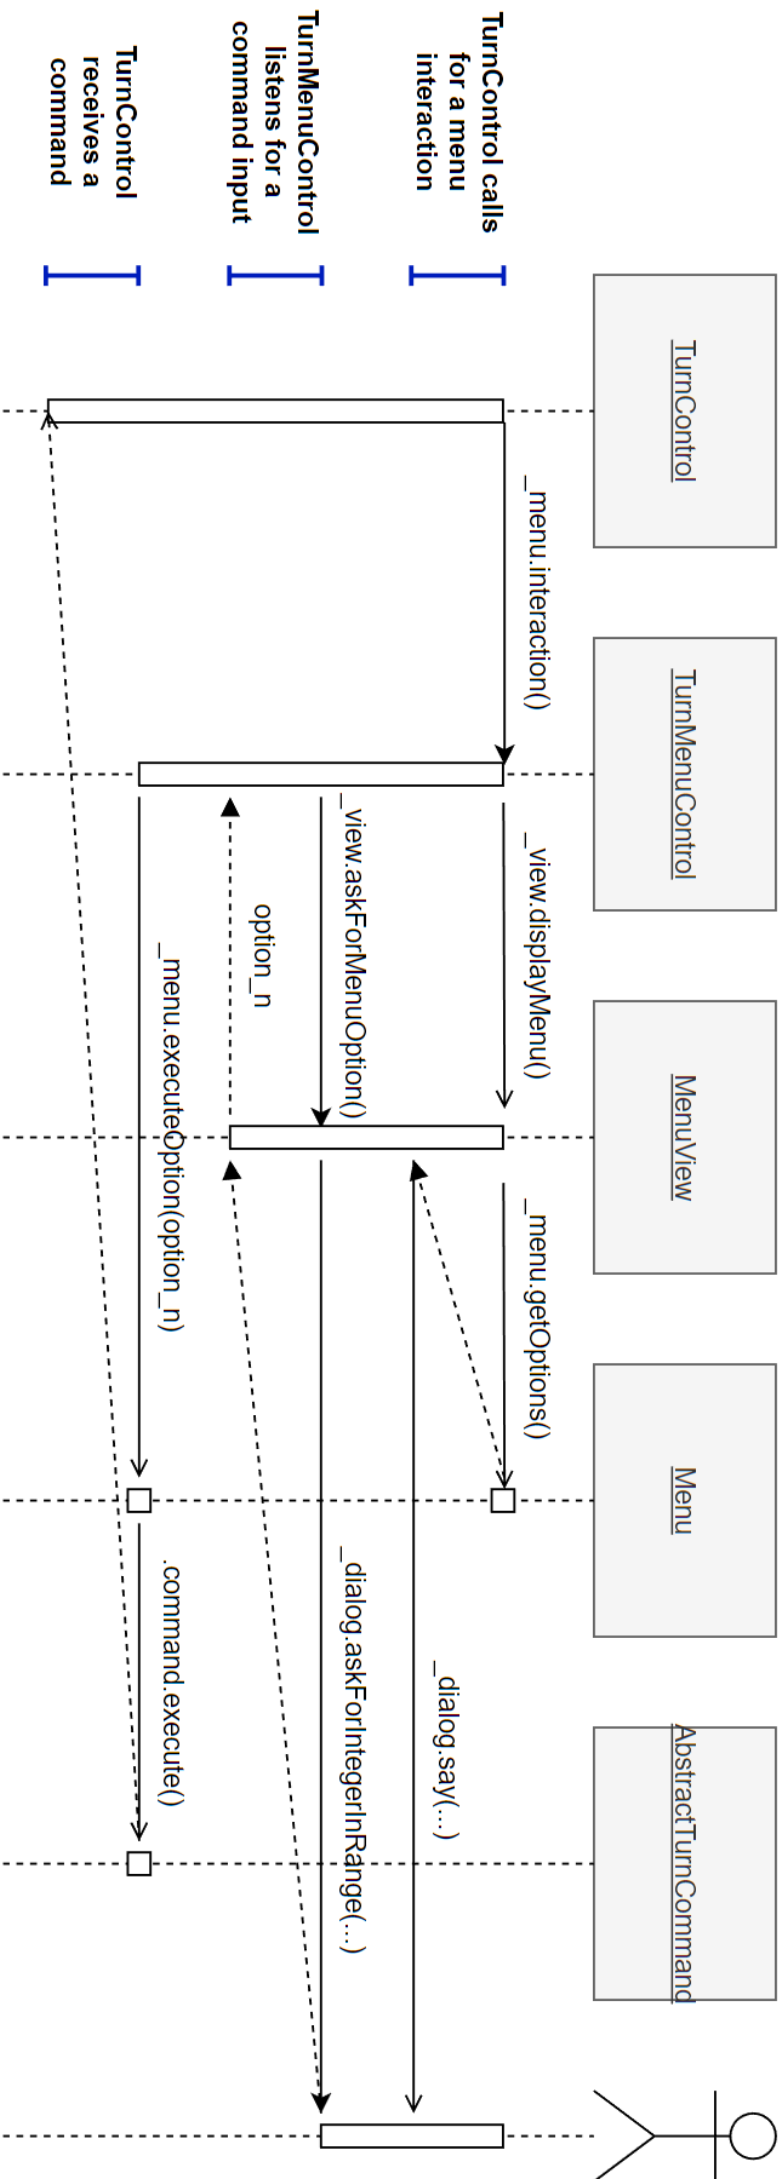 TurnControl
TurnMenuControl
MenuView
Menu
AbstractTurnCommand
TurnControl calls
for a menu
interaction
_menu.interaction()
_view.displayMenu()
_menu.getOptions()
_dialog.say(...)
TurnMenuControl
listens for a
command input
_view.askForMenuOption()
_dialog.askForIntegerInRange(...)
option_n
TurnControl
receives a
command
_menu.executeOption(option_n)
.command.execute()